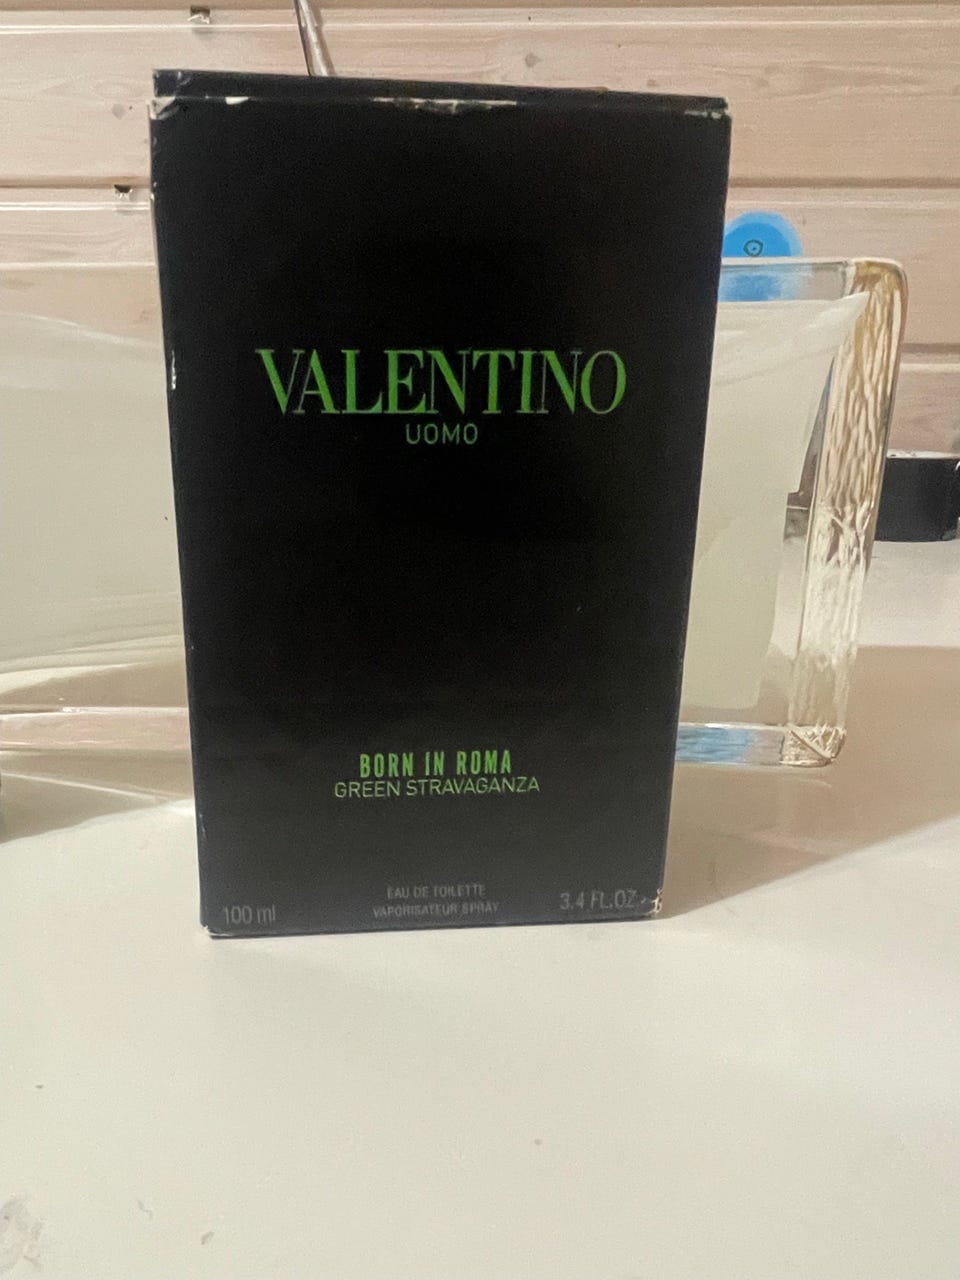 VALENTINO
UOMO
BORN IN ROMA
GREEN STRAVAGANZA
EAU DE TOILETTE
VAPORISATEUR SPRAY
100 ml
3.4 FL.OZ.